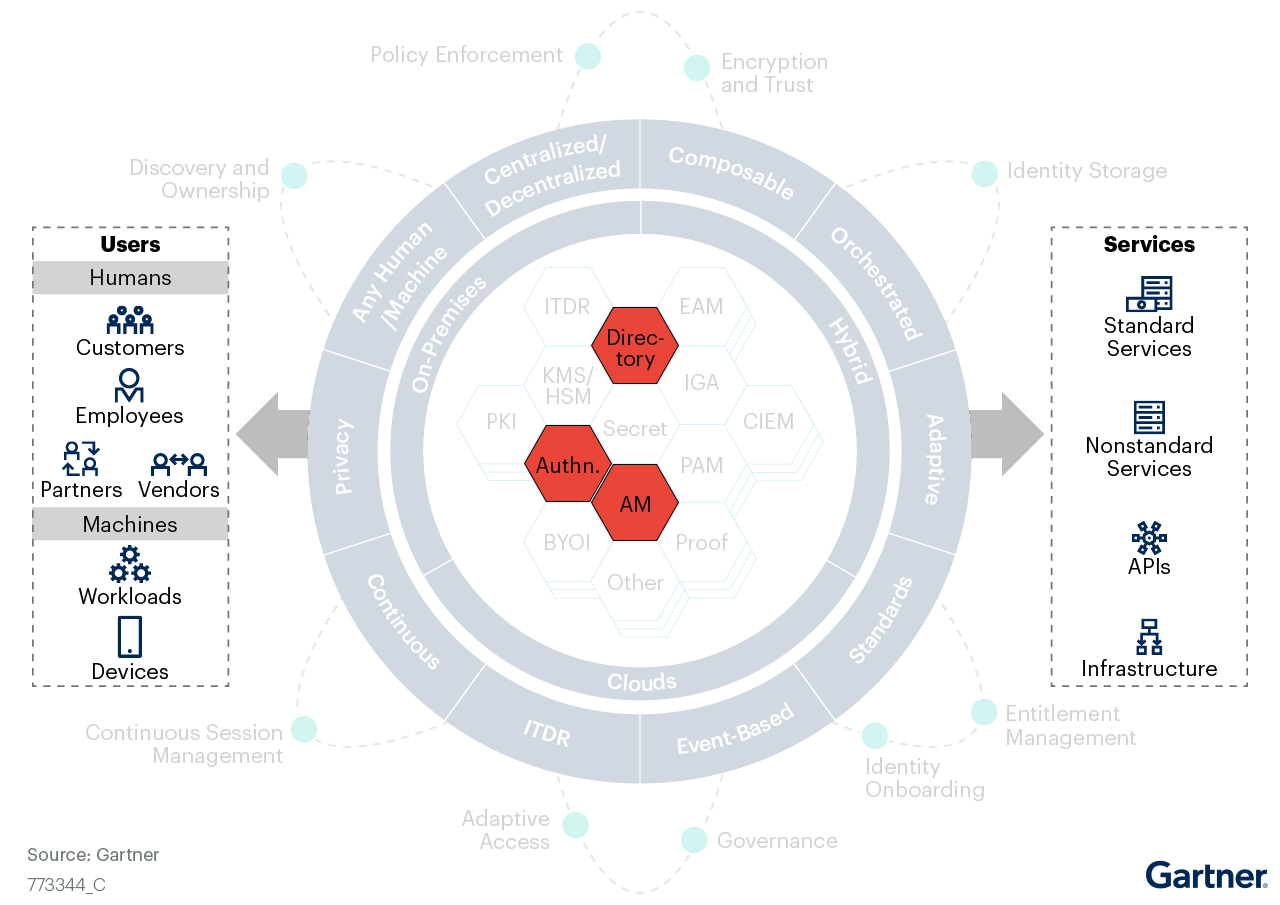 Policy Enforcement
Encryption
and Trust
Discovery and
Ownership
Identity Storage
Centralized/
Decentralized
Composable
Any Human
/Machine
Orchestrated
On-Premises
Hybrid
Privacy
Adaptive
Continuous
Standards
Clouds
ITDR
Event-Based
Users
Humans
Customers
Employees
Partners
Vendors
Machines
Workloads
Devices
ITDR
EAM
Direc-
tory
KMS/
HSM
IGA
PKI
Secret
CIEM
Authn.
PAM
AM
BYOI
Proof
Other
Services
Standard
Services
Nonstandard
Services
APIs
Infrastructure
Continuous Session
Management
Entitlement
Management
Identity
Onboarding
Adaptive
Access
Governance
Source: Gartner
773344_C
Gartner®